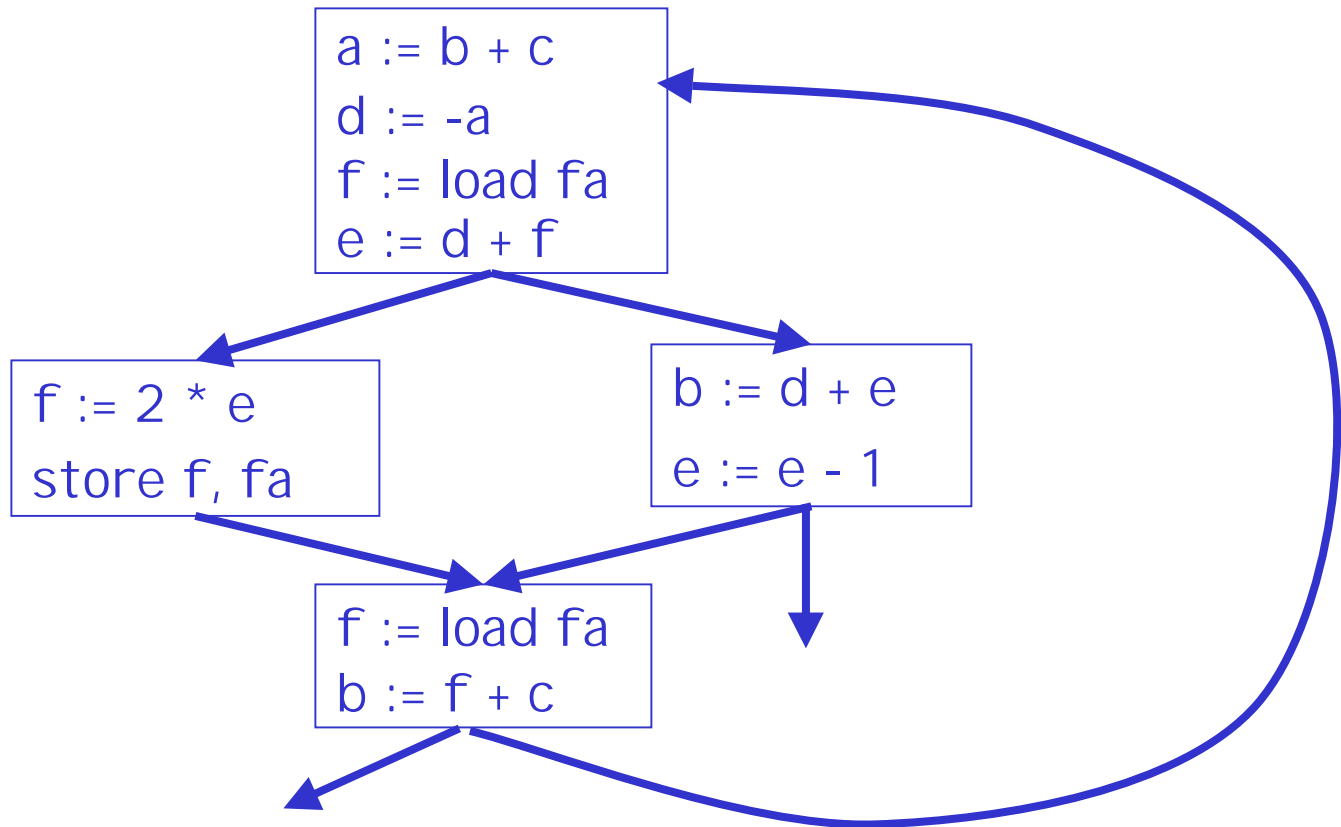 a := b + c
d := -a
f := load fa
e := d + f
f := 2 * e
store f, fa
b := d + e
e := e - 1
f := load fa
b := f + c